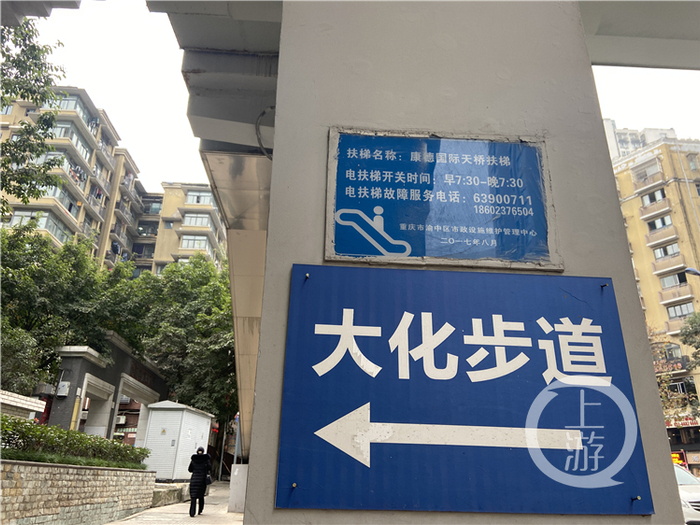 扶梯名称：康德国际天桥扶梯
电扶梯开关时间：早7:30-晚7:30
电扶梯故障服务电话：63900711
18602376504
重庆市渝中区市政设施维护管理中心
二〇一七年八月
大化步道
上游